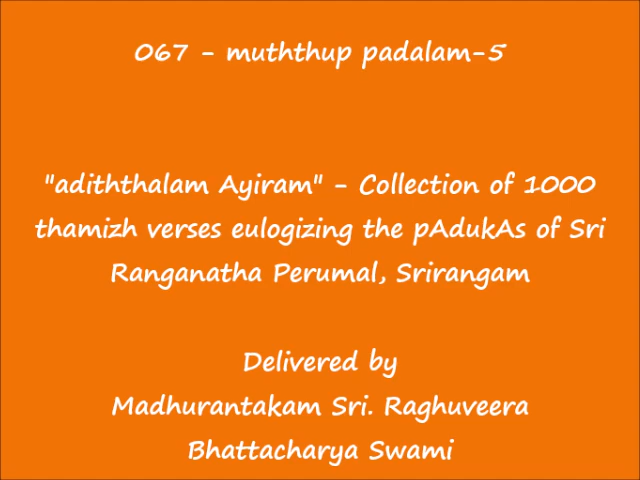 067 - muththup padalam-5
"adiththalam Ayiram" - Collection of 1000
thamizh verses eulogizing the pAdukAs of Sri
Ranganatha Perumal, Srirangam
Delivered by
Madhurantakam Sri. Raghuveera
Bhattacharya Swami